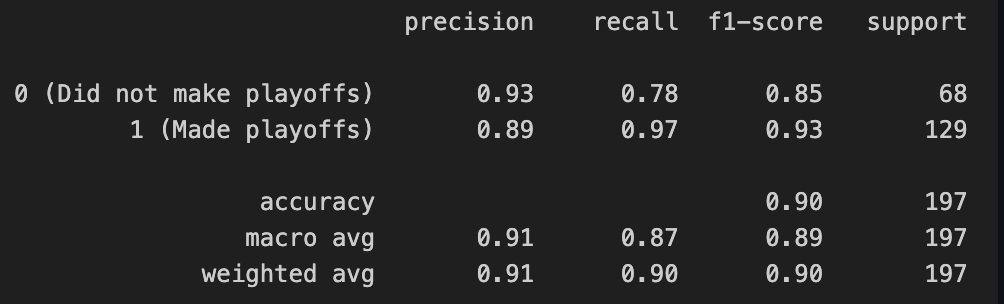 precision recall f1-score support
0 (Did not make playoffs) 0.93 0.78 0.85 68
1 (Made playoffs) 0.89 0.97 0.93 129
accuracy 0.90 197
macro avg 0.91 0.87 0.89 197
weighted avg 0.91 0.90 0.90 197